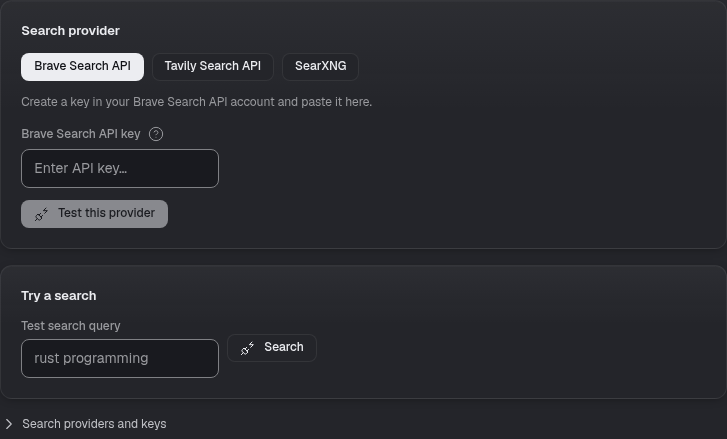 Search provider
Brave Search API Tavily Search API SearXNG
Create a key in your Brave Search API account and paste it here.
Brave Search API key ?
Enter API key...
Test this provider
Try a search
Test search query
rust programming Search
Search providers and keys